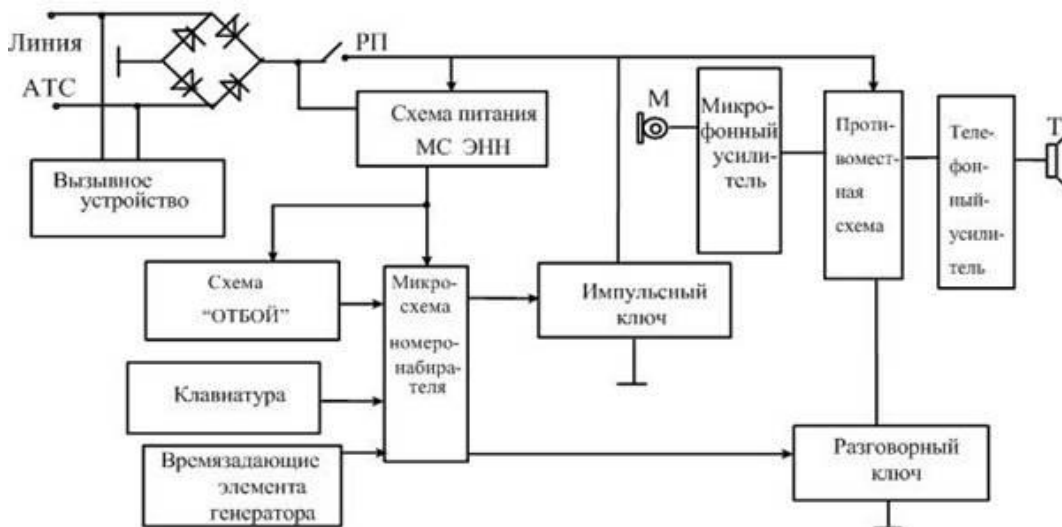 Линия
АТС
РП
Схема питания
МС ЭНН
М
Микро-
фонный
усили-
тель
Проти-
вомест-
ная
схема
Теле-
фон-
ный-
усили-
тель
Т
Вызывное
устройство
Схема
“ОТБОЙ”
Микро-
схема
номеро-
набира-
теля
Импульсный
ключ
Клавиатура
Времязадающие
элемента
генератора
Разговорный
ключ